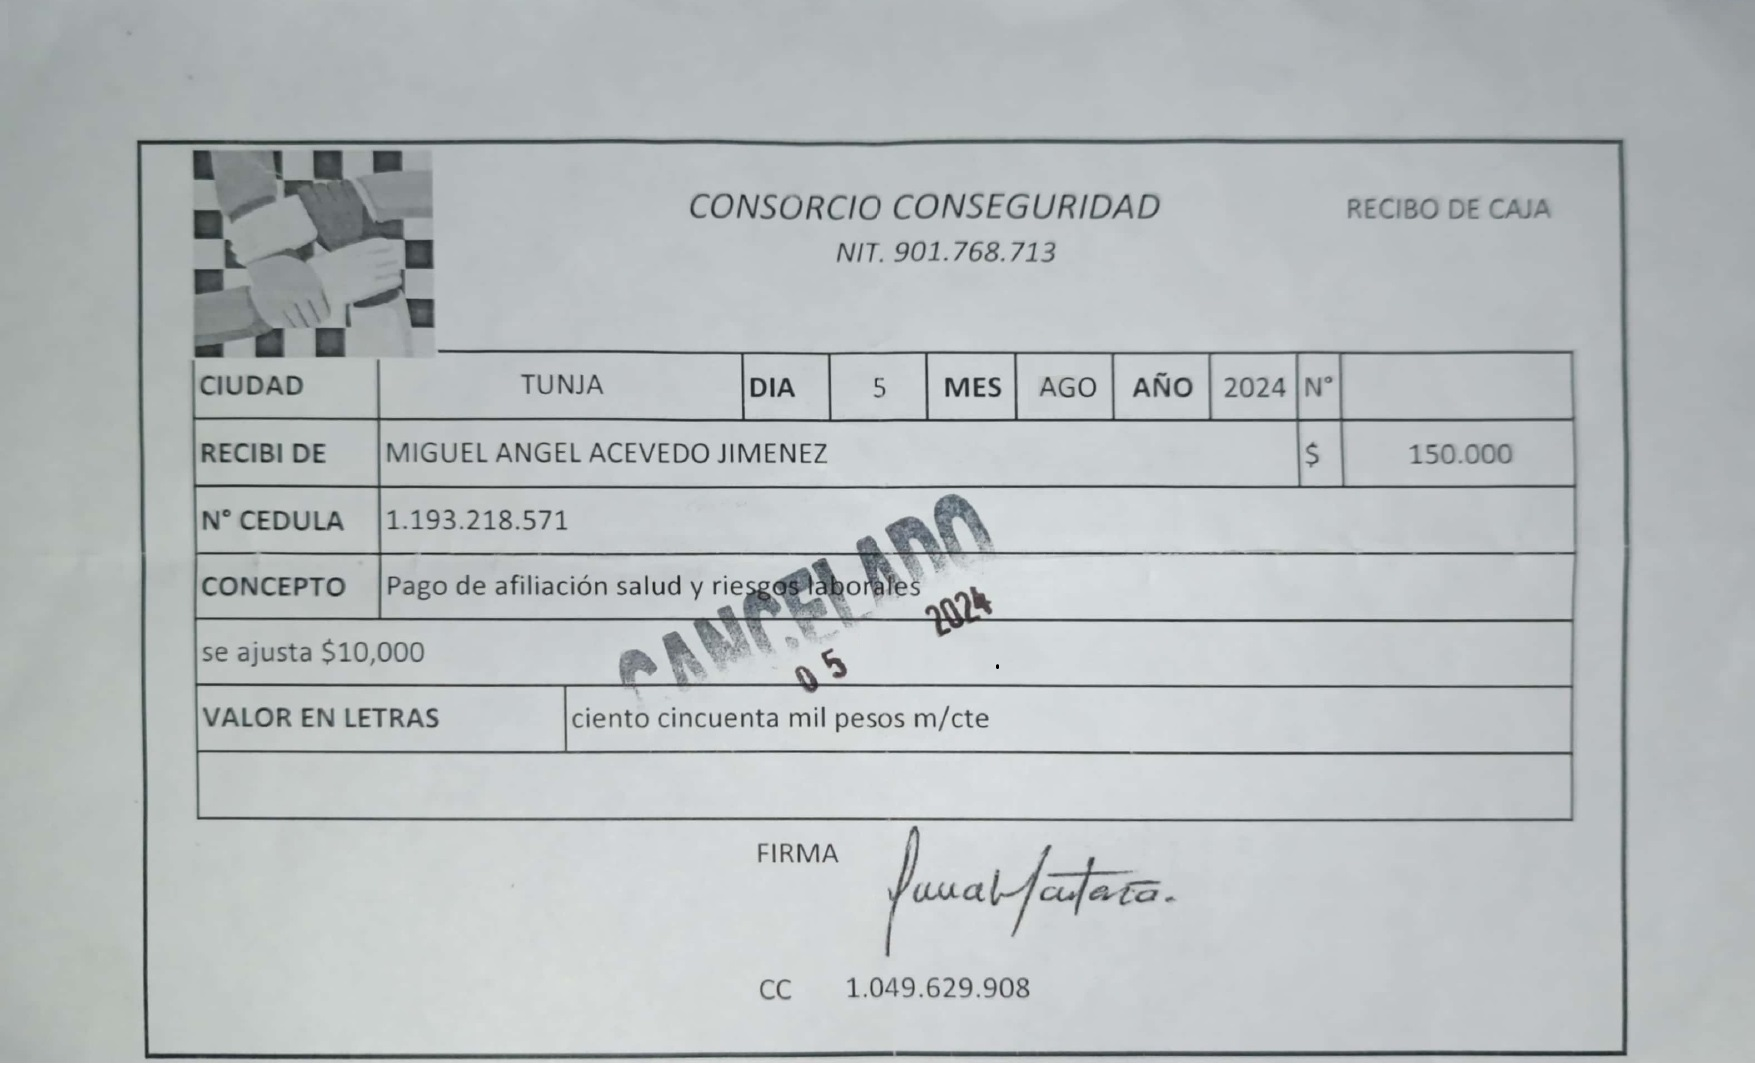 CONSORCIO CONSEGURIDAD
RECIBO DE CAJA
NIT. 901.768.713
CIUDAD TUNJA DIA 5 MES AGO AÑO 2024 N°
RECIBI DE MIGUEL ANGEL ACEVEDO JIMENEZ $ 150.000
N° CEDULA 1.193.218.571
CONCEPTO Pago de afiliación salud y riesgos laborales
CANCELADO
05 2024
se ajusta $10,000
VALOR EN LETRAS ciento cincuenta mil pesos m/cte
FIRMA
CC 1.049.629.908